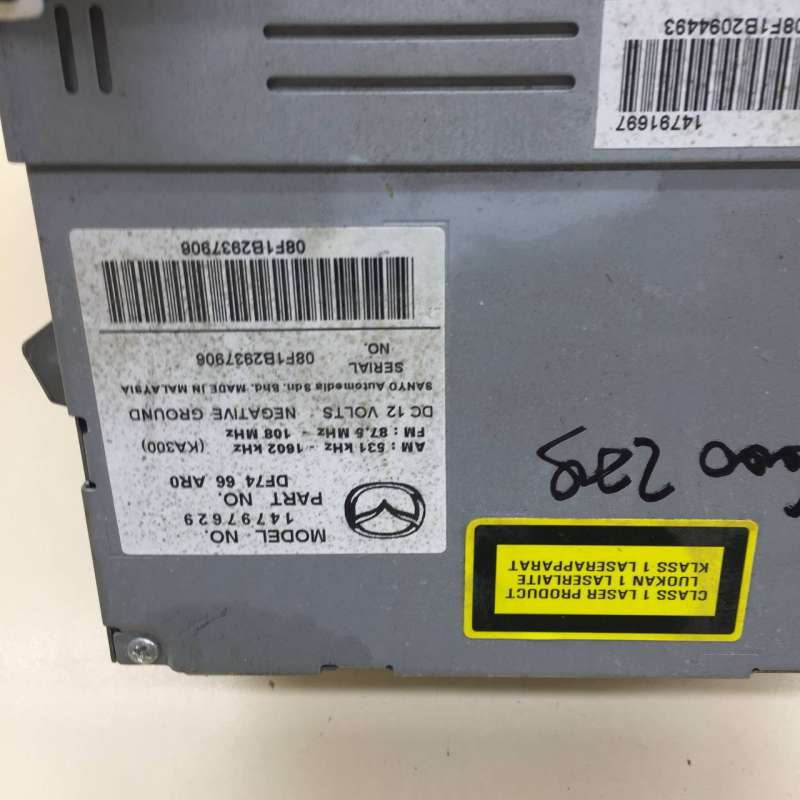 MODEL NO.
14797629
PART NO.
DF74 66 AR0
AM : 531 kHz - 1602 kHz (KA300)
FM : 87.5 MHz - 108 MHz
DC 12 VOLTS : NEGATIVE GROUND
SANYO Automedia Sdn. Bhd. MADE IN MALAYSIA
SERIAL NO. 08F1B2937906
08F1B2937906
CLASS 1 LASER PRODUCT
LUOKAN 1 LASERLAITE
KLASS 1 LASERAPPARAT
14791697
08F1B2094493